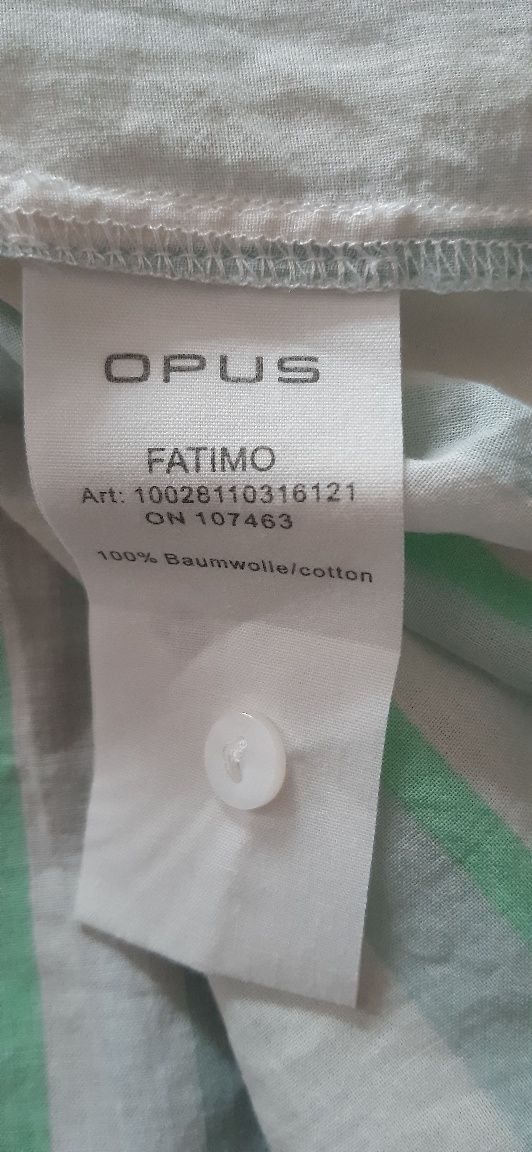 OPUS
FATIMO
Art: 10028110316121
ON 107463
100% Baumwolle/cotton